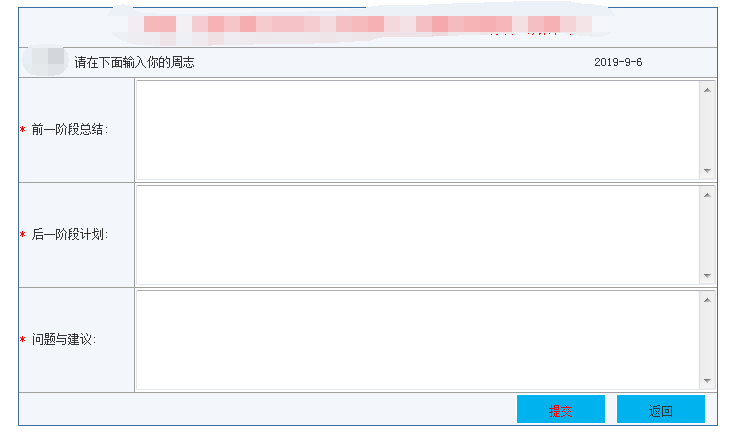 请在下面输入你的周志
2019-9-6
* 前一阶段总结:
* 后一阶段计划:
* 问题与建议:
提交 返回